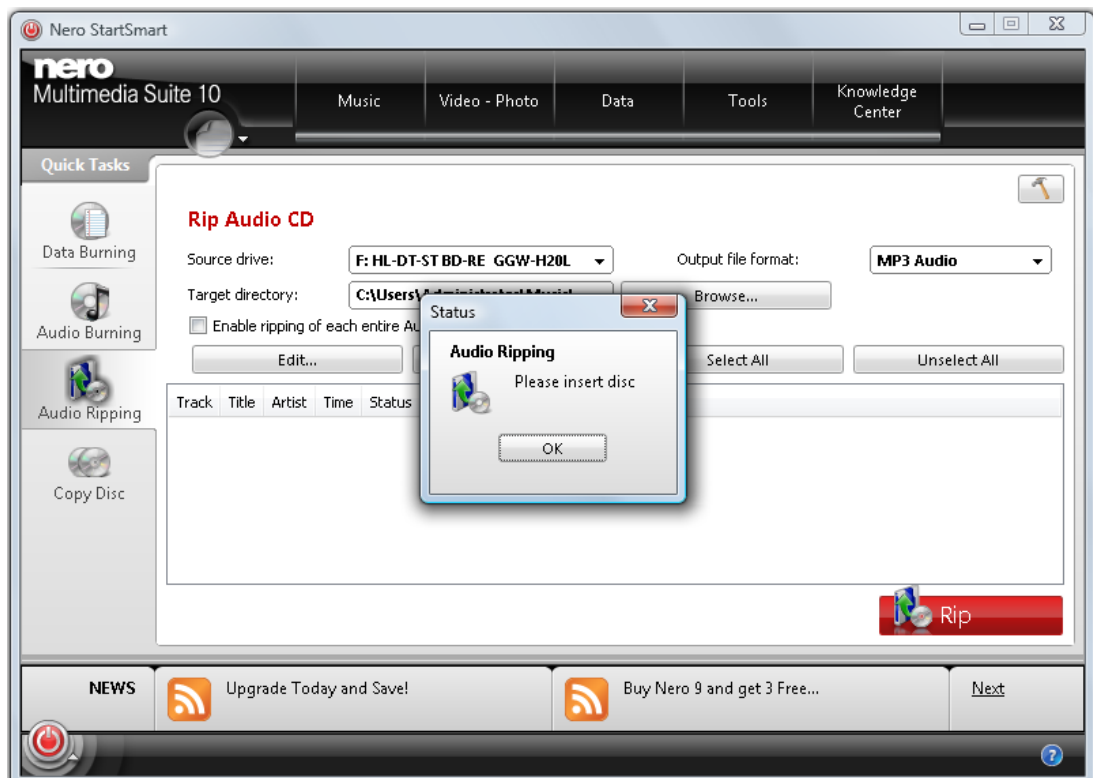 Nero StartSmart
nero
Multimedia Suite 10
Music
Video - Photo
Data
Tools
Knowledge
Center
Quick Tasks
Data Burning
Audio Burning
Audio Ripping
Copy Disc
Rip Audio CD
Source drive:
F: HL-DT-ST BD-RE GGW-H20L
Output file format:
MP3 Audio
Target directory:
C:\Users\
Browse...
Enable ripping of each entire Au
Edit...
Select All
Unselect All
Track Title Artist Time Status
Status
Audio Ripping
Please insert disc
OK
Rip
NEWS
Upgrade Today and Save!
Buy Nero 9 and get 3 Free...
Next